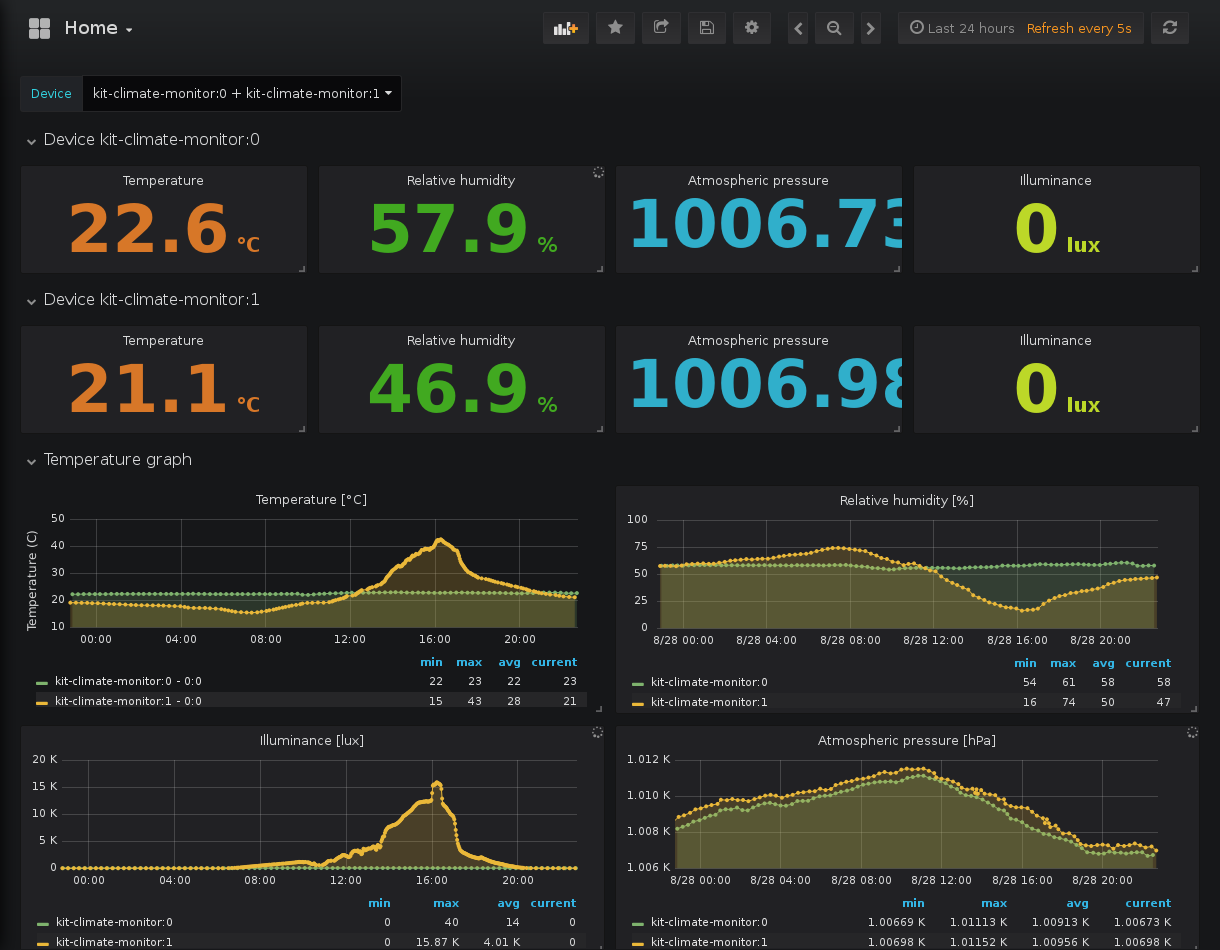 Home
Last 24 hours Refresh every 5s
Device kit-climate-monitor:0 + kit-climate-monitor:1
Device kit-climate-monitor:0
Temperature Relative humidity Atmospheric pressure Illuminance
22.6 °C 57.9 % 1006.73 0 lux
Device kit-climate-monitor:1
Temperature Relative humidity Atmospheric pressure Illuminance
21.1 °C 46.9 % 1006.98 0 lux
Temperature graph
Temperature [°C]
Temperature (C)
50
40
30
20
10
00:00 04:00 08:00 12:00 16:00 20:00
min max avg current
kit-climate-monitor:0 - 0:0 22 23 22 23
kit-climate-monitor:1 - 0:0 15 43 28 21
Relative humidity [%]
100
75
50
25
0
8/28 00:00 8/28 04:00 8/28 08:00 8/28 12:00 8/28 16:00 8/28 20:00
min max avg current
kit-climate-monitor:0 54 61 58 58
kit-climate-monitor:1 16 74 50 47
Illuminance [lux]
20 K
15 K
10 K
5 K
0
00:00 04:00 08:00 12:00 16:00 20:00
min max avg current
kit-climate-monitor:0 0 40 14 0
kit-climate-monitor:1 0 15.87 K 4.01 K 0
Atmospheric pressure [hPa]
1.012 K
1.010 K
1.008 K
1.006 K
8/28 00:00 8/28 04:00 8/28 08:00 8/28 12:00 8/28 16:00 8/28 20:00
min max avg current
kit-climate-monitor:0 1.00669 K 1.01113 K 1.00913 K 1.00673 K
kit-climate-monitor:1 1.00698 K 1.01152 K 1.00956 K 1.00698 K